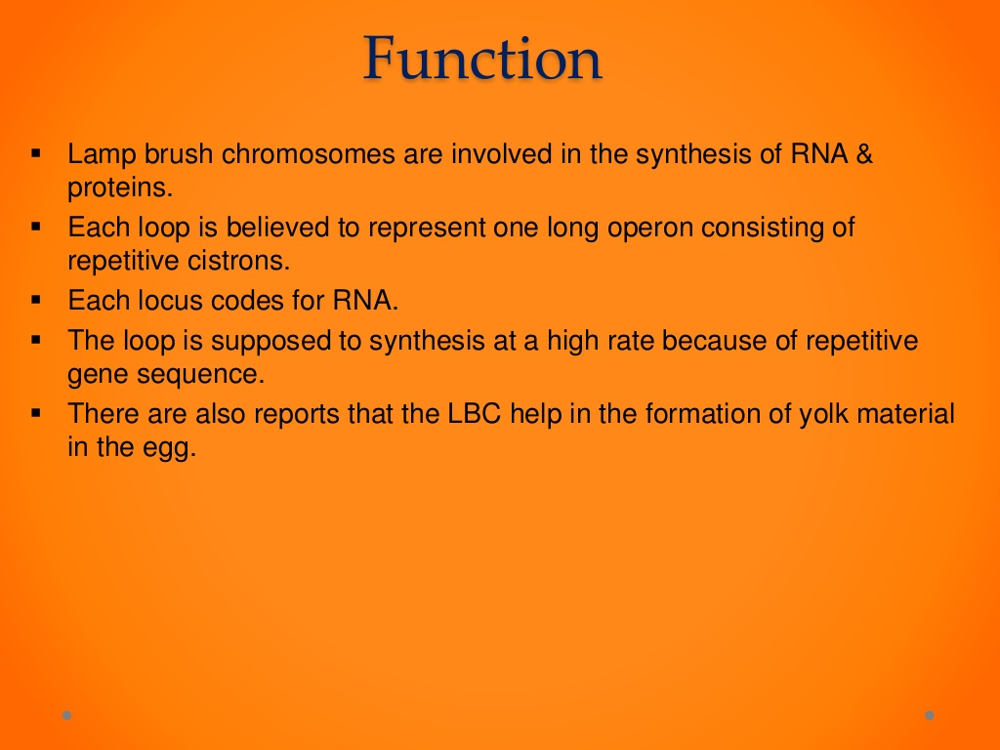 Function
▪ Lamp brush chromosomes are involved in the synthesis of RNA &
proteins.
▪ Each loop is believed to represent one long operon consisting of
repetitive cistrons.
▪ Each locus codes for RNA.
▪ The loop is supposed to synthesis at a high rate because of repetitive
gene sequence.
▪ There are also reports that the LBC help in the formation of yolk material
in the egg.